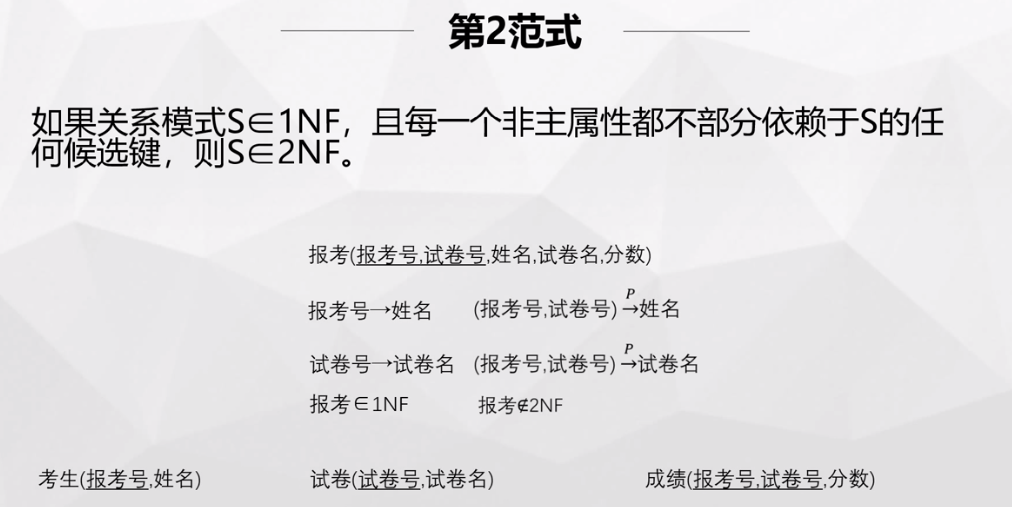 第2范式
如果关系模式S∈1NF，且每一个非主属性都不部分依赖于S的任
何候选键，则S∈2NF。
报考(报考号,试卷号,姓名,试卷名,分数)
报考号→姓名 (报考号,试卷号)P→姓名
试卷号→试卷名 (报考号,试卷号)P→试卷名
报考∈1NF 报考∉2NF
考生(报考号,姓名) 试卷(试卷号,试卷名) 成绩(报考号,试卷号,分数)